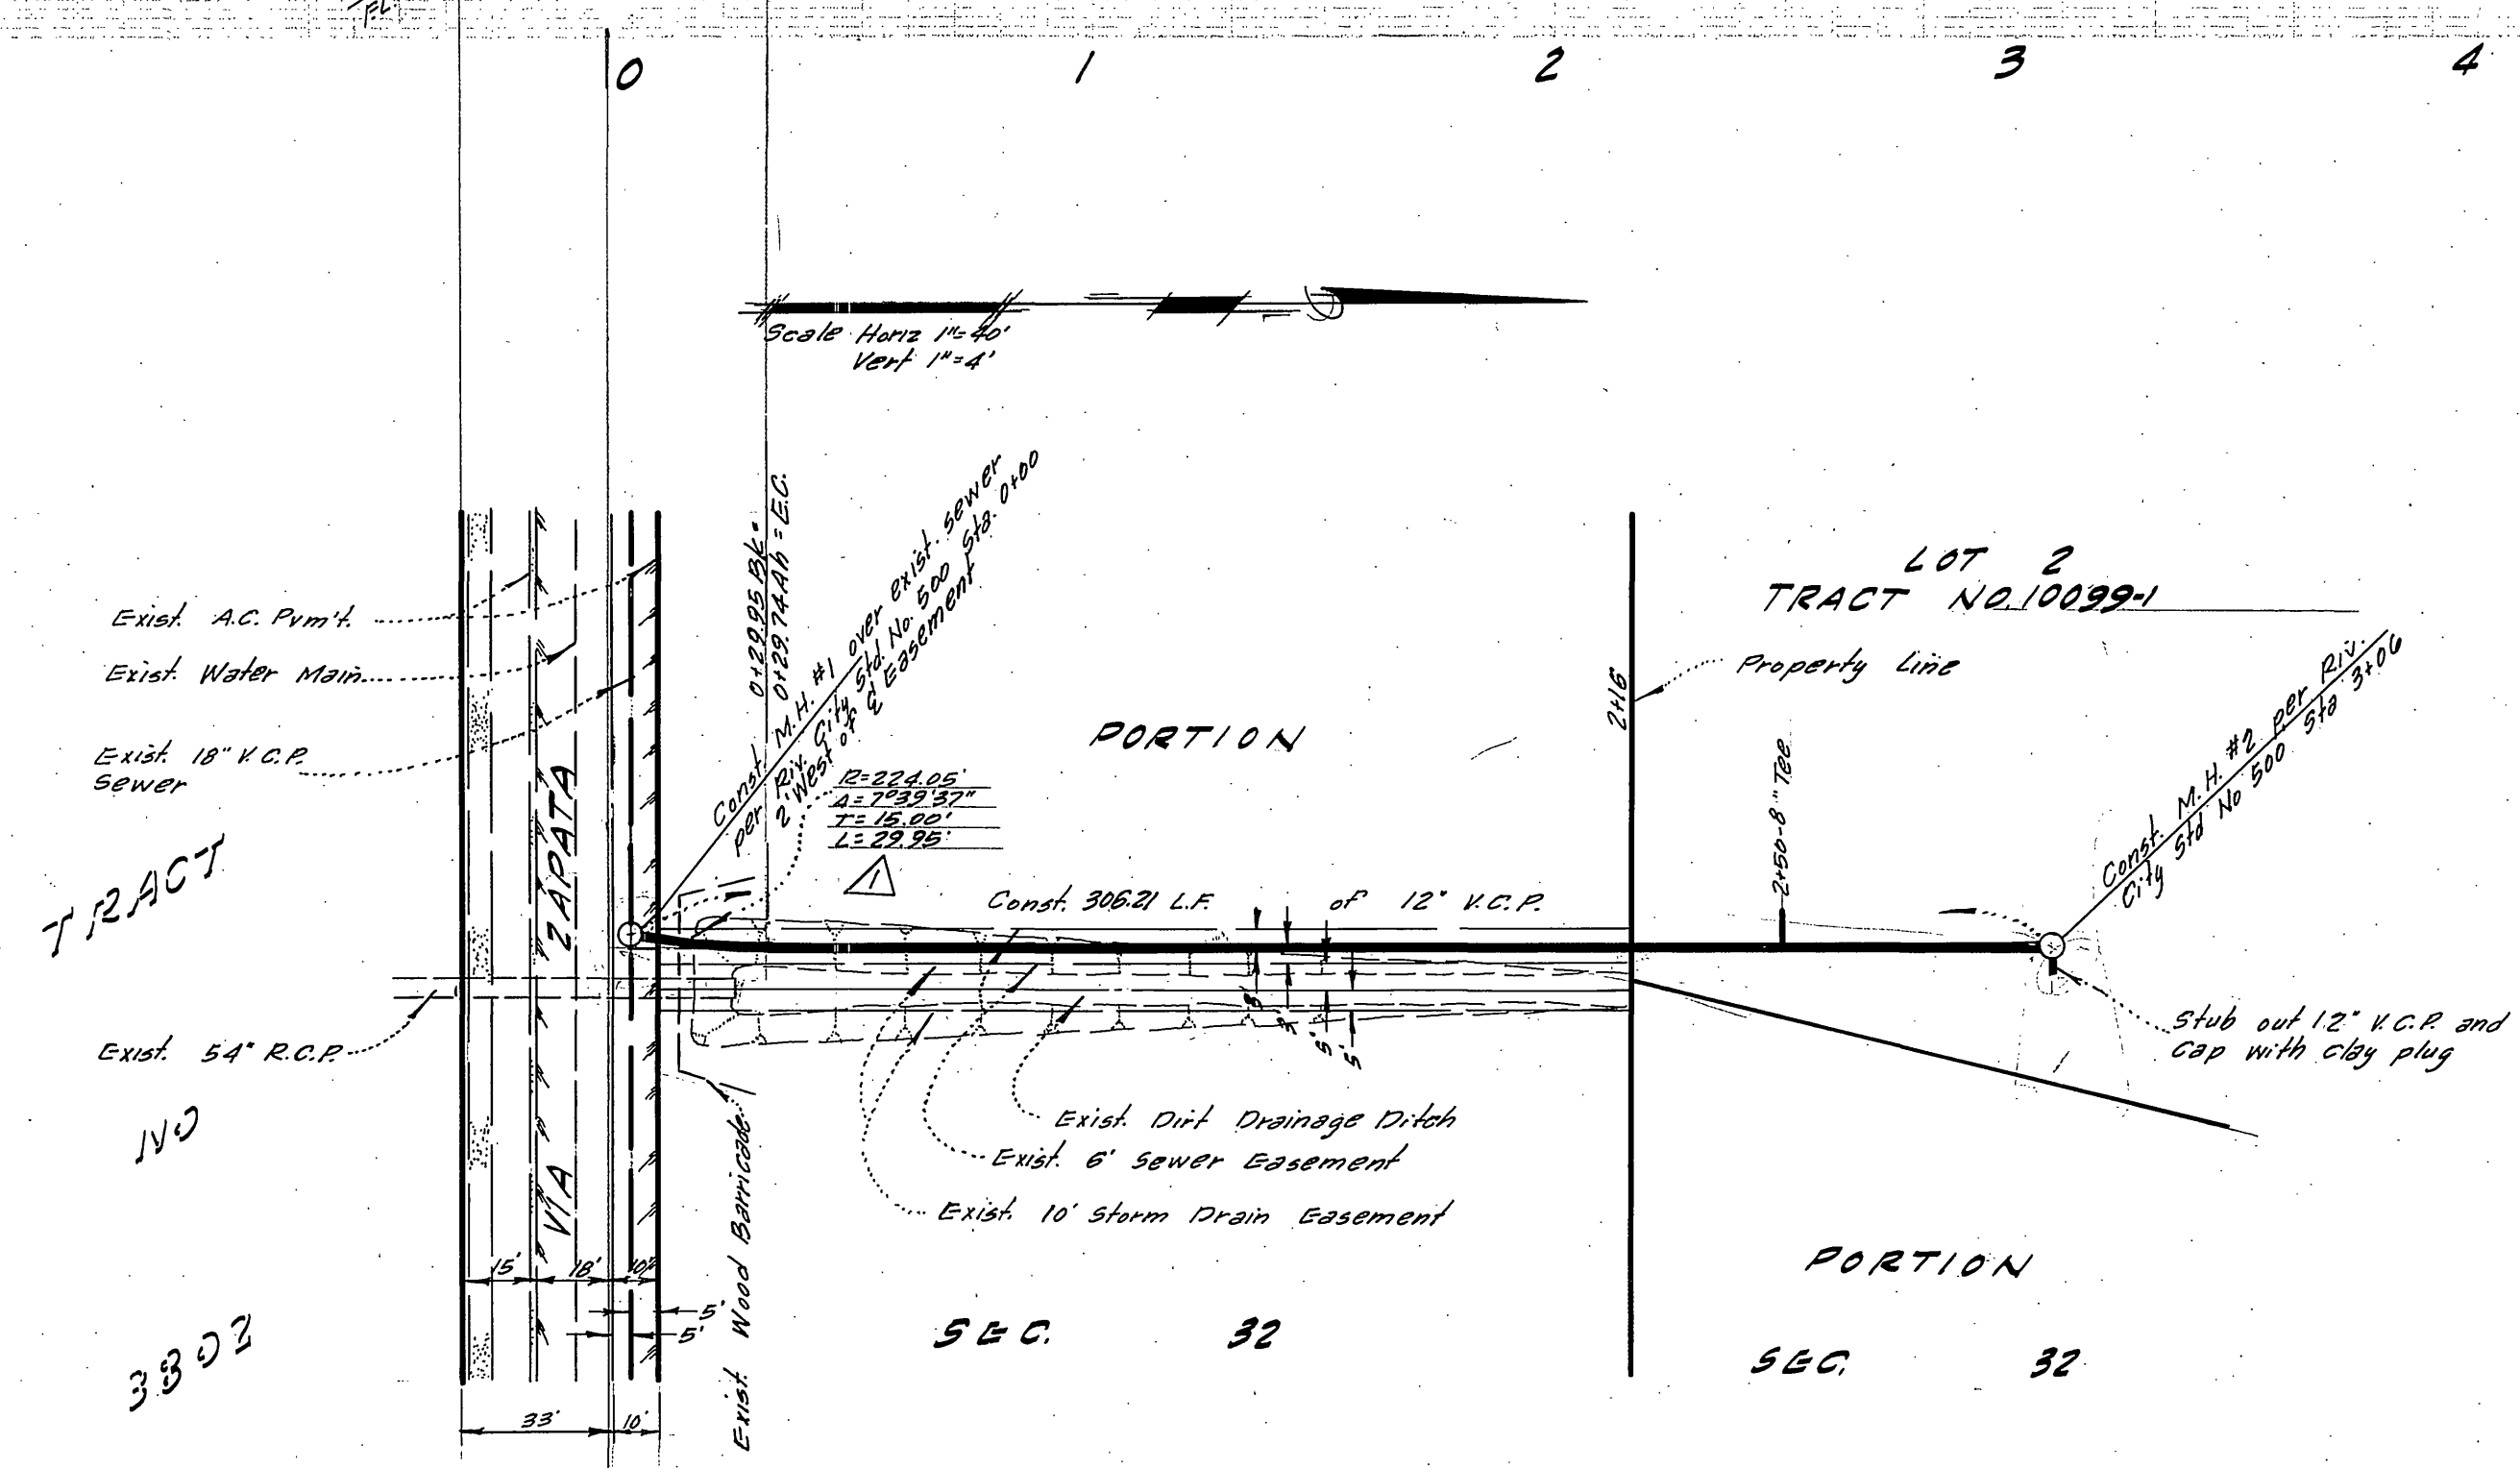 FL
0 1 2 3 4
Scale Horiz 1"=40'
Vert 1"=4'
0+29.95 BK =
0+29.74 Ah = E.C.
Const. M.H. #1 over exist. sewer
per Riv. City Std. No. 500 Sta. 0+00
2' West of ℄ Easement
R=224.05'
Δ=7°39'37"
T=15.00'
L=29.95'
1
Exist. A.C. Pvm't.
Exist. Water Main
Exist. 18" V.C.P.
Sewer
Exist. 54" R.C.P.
TRACT
NO
3802
VIA ZAPATA
15' 18' 10'
5'
5'
33' 10'
Exist. Wood Barricade
PORTION
Const. 306.21 L.F. of 12" V.C.P.
5' 5'
Exist. Dirt Drainage Ditch
Exist. 6' Sewer Easement
Exist. 10' Storm Drain Easement
SEC. 32
2+16
LOT 2
TRACT NO. 10099-1
Property Line
2+50-8" Tee
Const. M.H. #2 per Riv.
City Std No 500 Sta 3+06
Stub out 12" V.C.P. and
Cap with clay plug
PORTION
SEC. 32